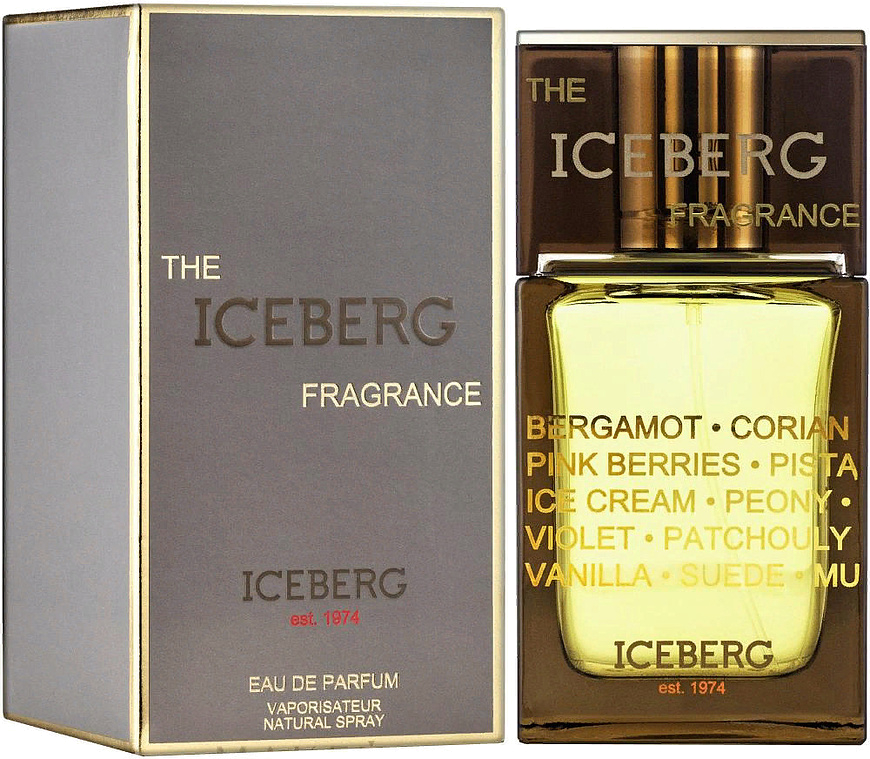 THE
ICEBERG
FRAGRANCE
ICEBERG
est. 1974
EAU DE PARFUM
VAPORISATEUR
NATURAL SPRAY
THE
ICEBERG
FRAGRANCE
BERGAMOT • CORIAN
PINK BERRIES • PISTA
ICE CREAM • PEONY •
VIOLET • PATCHOULY
VANILLA • SUEDE • MU
ICEBERG
est. 1974